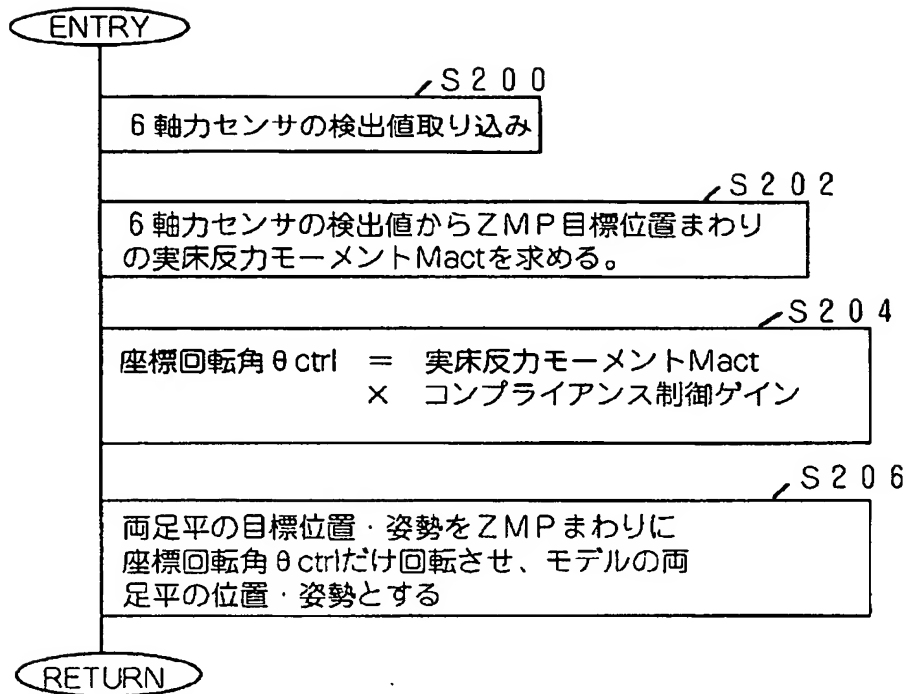 ENTRY
S200
6軸力センサの検出値取り込み
S202
6軸力センサの検出値からZMP目標位置まわり
の実床反力モーメントMactを求める。
S204
座標回転角θctrl = 実床反力モーメントMact
× コンプライアンス制御ゲイン
S206
両足平の目標位置・姿勢をZMPまわりに
座標回転角θctrlだけ回転させ、モデルの両
足平の位置・姿勢とする
RETURN